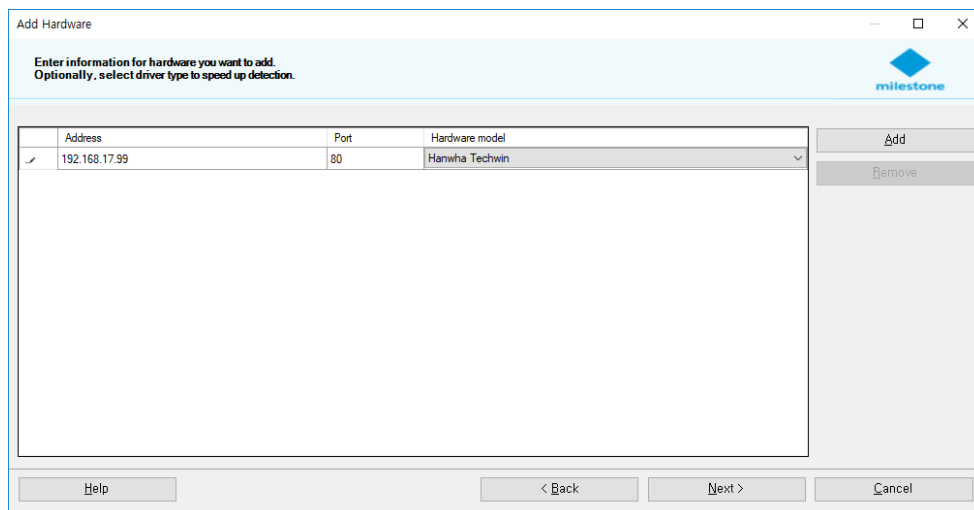 Add Hardware
Enter information for hardware you want to add.
Optionally, select driver type to speed up detection.
milestone
Address Port Hardware model
192.168.17.99 80 Hanwha Techwin
Add
Remove
Help < Back Next > Cancel